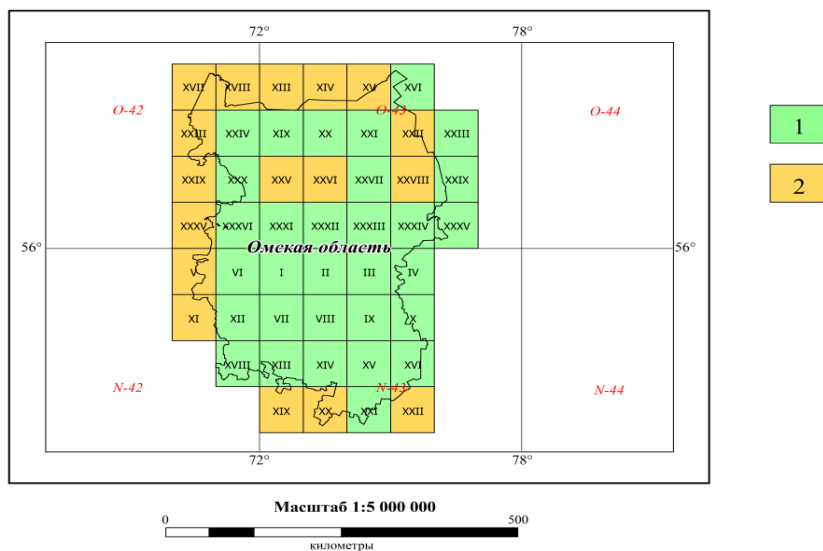 72° 78°
XVII XVIII XIII XIV XV XVI
O-42 O-43 O-44
XXIII XXIV XIX XX XXI XXII XXIII
XXIX XXX XXV XXVI XXVII XXVIII XXIX
XXXV XXXVI XXXI XXXII XXXIII XXXIV XXXV
56° Омская область 56°
V VI I II III IV
XI XII VII VIII IX X
XVIII XIII XIV XV XVI
N-42 N-43 N-44
XIX XX XXI XXII
72° 78°
1
2
Масштаб 1:5 000 000
0 500
километры